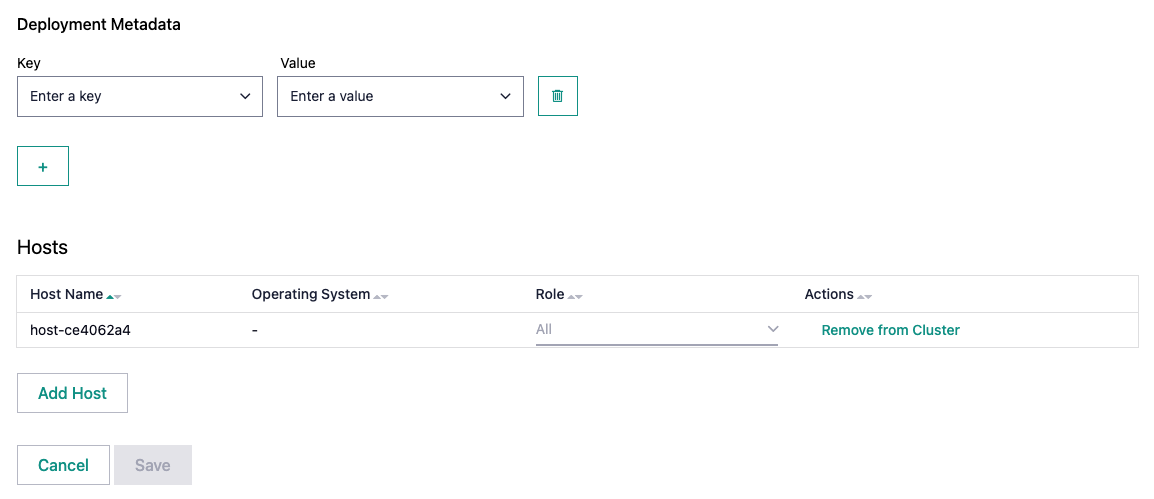 Deployment Metadata
Key Value
Enter a key Enter a value
+
Hosts
Host Name Operating System Role Actions
host-ce4062a4 - All Remove from Cluster
Add Host
Cancel Save